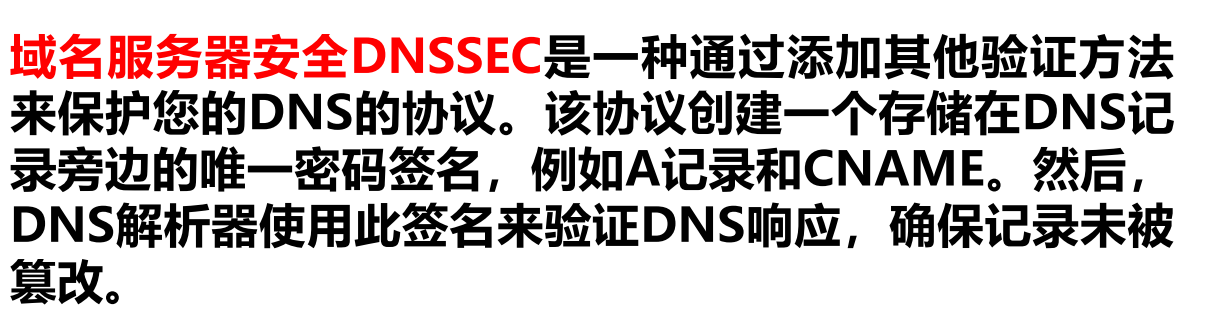 域名服务器安全DNSSEC是一种通过添加其他验证方法
来保护您的DNS的协议。该协议创建一个存储在DNS记
录旁边的唯一密码签名，例如A记录和CNAME。然后，
DNS解析器使用此签名来验证DNS响应，确保记录未被
篡改。